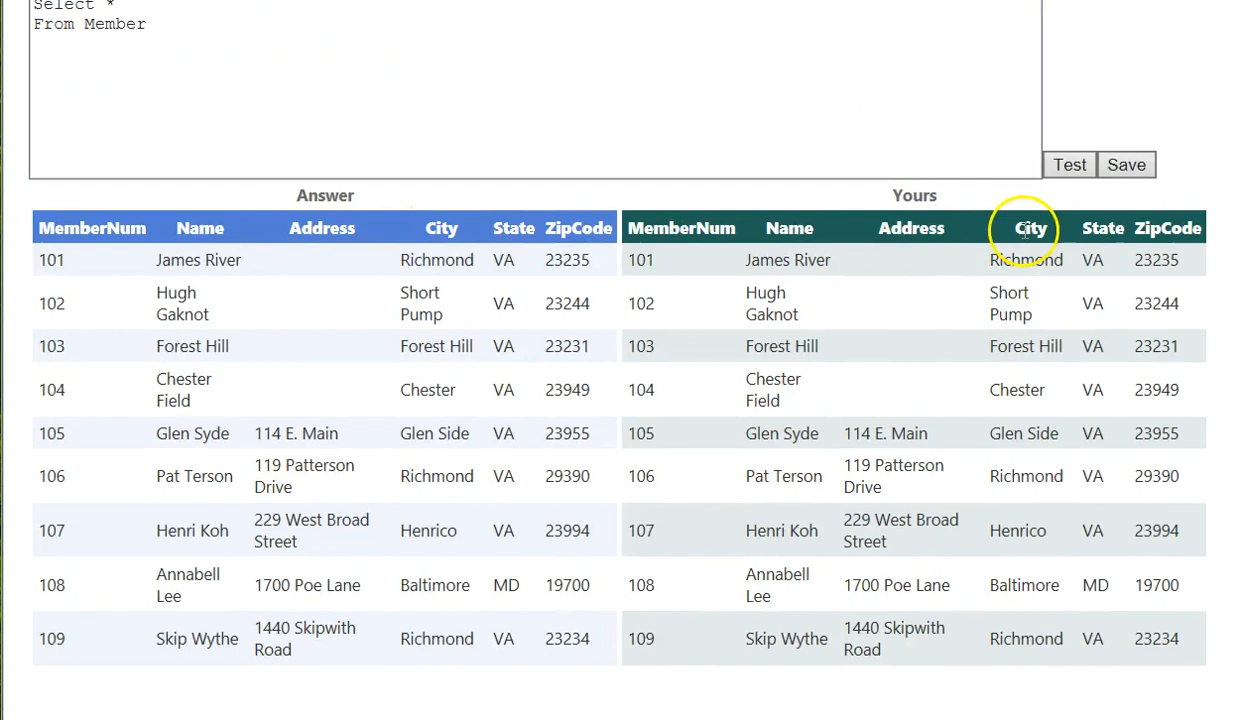 Select *
From Member
Test Save
Answer Yours
MemberNum Name Address City State ZipCode MemberNum Name Address City State ZipCode
101 James River Richmond VA 23235 101 James River Richmond VA 23235
102 Hugh Gaknot Short Pump VA 23244 102 Hugh Gaknot Short Pump VA 23244
103 Forest Hill Forest Hill VA 23231 103 Forest Hill Forest Hill VA 23231
104 Chester Field Chester VA 23949 104 Chester Field Chester VA 23949
105 Glen Syde 114 E. Main Glen Side VA 23955 105 Glen Syde 114 E. Main Glen Side VA 23955
106 Pat Terson 119 Patterson Drive Richmond VA 29390 106 Pat Terson 119 Patterson Drive Richmond VA 29390
107 Henri Koh 229 West Broad Street Henrico VA 23994 107 Henri Koh 229 West Broad Street Henrico VA 23994
108 Annabell Lee 1700 Poe Lane Baltimore MD 19700 108 Annabell Lee 1700 Poe Lane Baltimore MD 19700
109 Skip Wythe 1440 Skipwith Road Richmond VA 23234 109 Skip Wythe 1440 Skipwith Road Richmond VA 23234